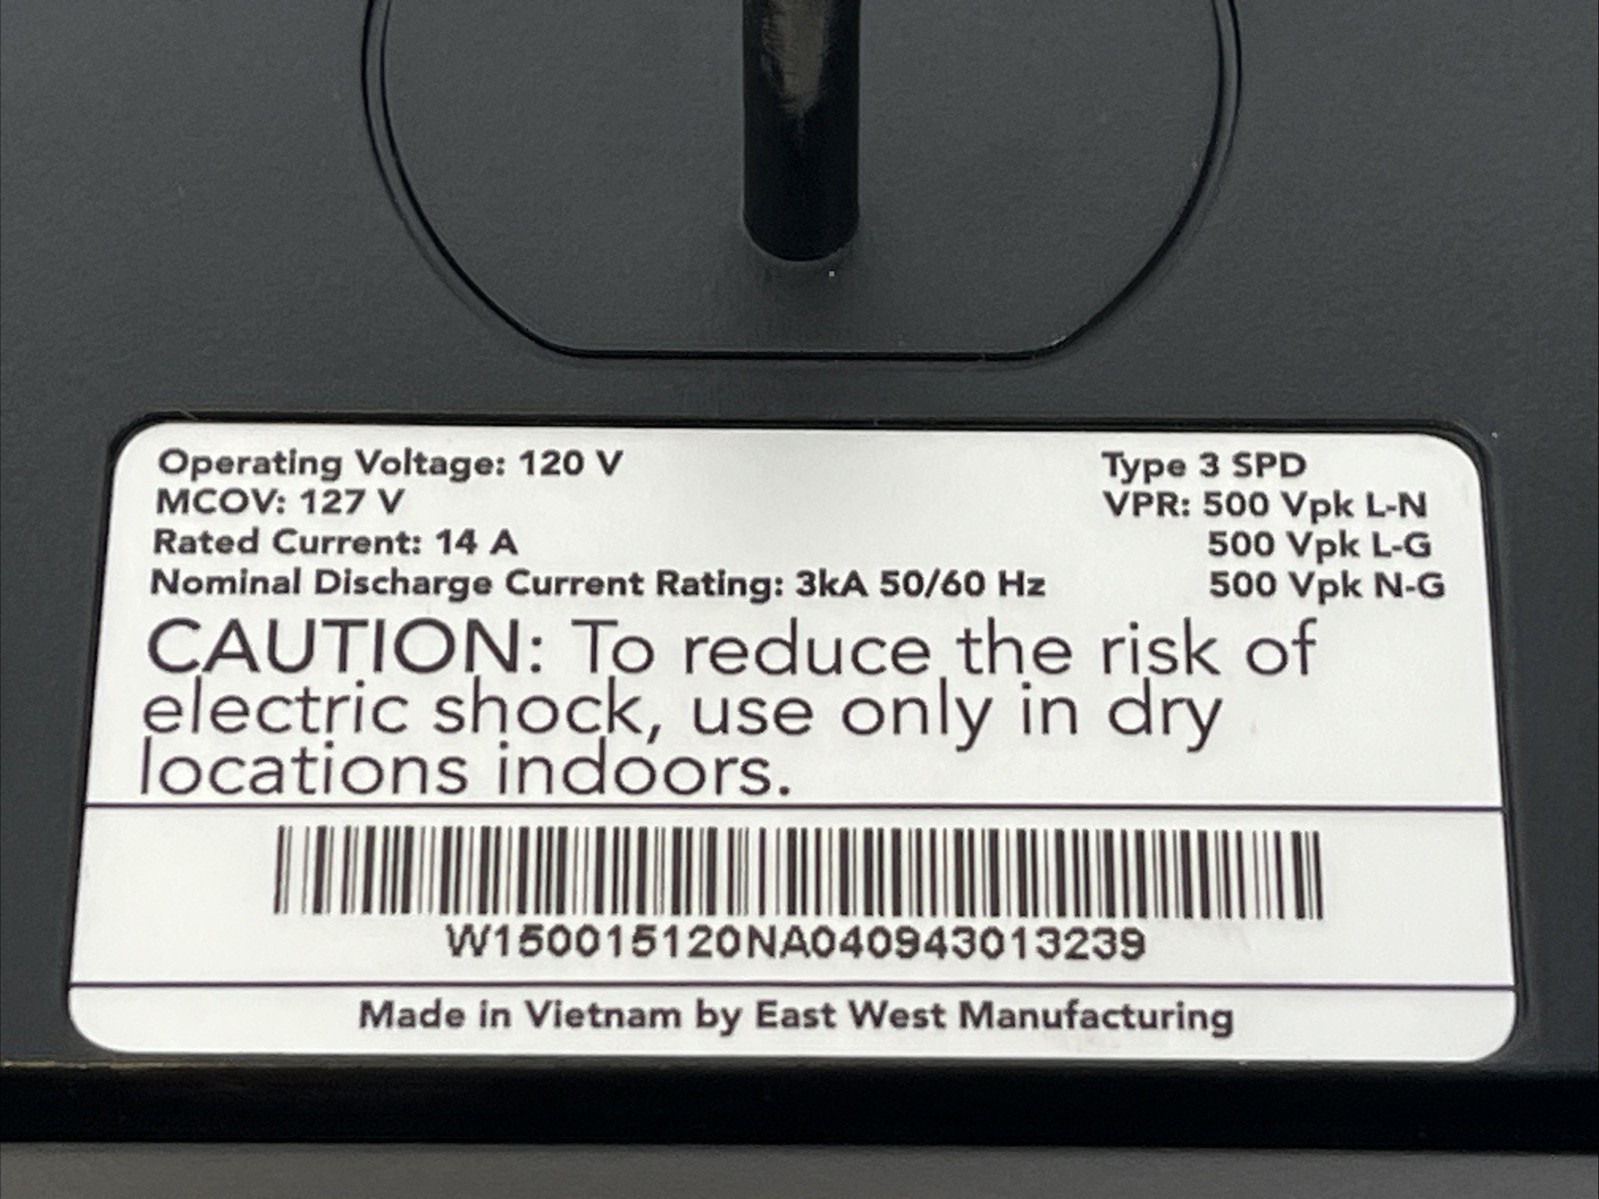 Operating Voltage: 120 V
MCOV: 127 V
Rated Current: 14 A
Nominal Discharge Current Rating: 3kA 50/60 Hz
Type 3 SPD
VPR: 500 Vpk L-N
500 Vpk L-G
500 Vpk N-G
CAUTION: To reduce the risk of
electric shock, use only in dry
locations indoors.
W150015120NA040943013239
Made in Vietnam by East West Manufacturing